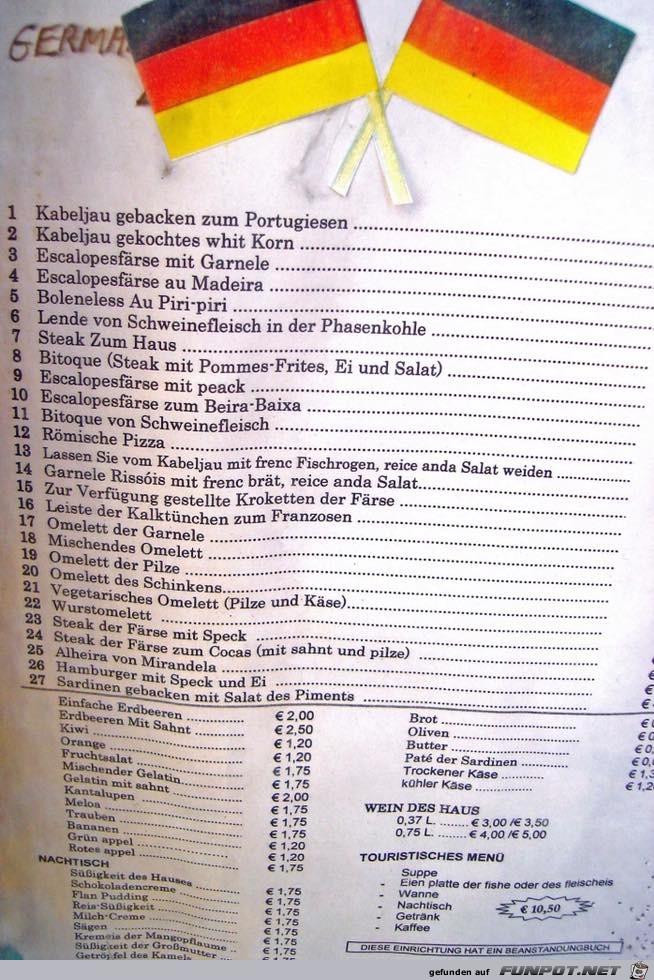 GERMA
1 Kabeljau gebacken zum Portugiesen
2 Kabeljau gekochtes whit Korn
3 Escalopesfärse mit Garnele
4 Escalopesfärse au Madeira
5 Boleneless Au Piri-piri
6 Lende von Schweinefleisch in der Phasenkohle
7 Steak Zum Haus
8 Bitoque (Steak mit Pommes-Frites, Ei und Salat)
9 Escalopesfärse mit peack
10 Escalopesfärse zum Beira-Baixa
11 Bitoque von Schweinefleisch
12 Römische Pizza
13 Lassen Sie vom Kabeljau mit frenc Fischrogen, reice anda Salat weiden
14 Garnele Rissóis mit frenc brät, reice anda Salat
15 Zur Verfügung gestellte Kroketten der Färse
16 Leiste der Kalktünchen zum Franzosen
17 Omelett der Garnele
18 Mischendes Omelett
19 Omelett der Pilze
20 Omelett des Schinkens
21 Vegetarisches Omelett (Pilze und Käse)
22 Wurstomelett
23 Steak der Färse mit Speck
24 Steak der Färse zum Cocas (mit sahnt und pilze)
25 Alheira von Mirandela
26 Hamburger mit Speck und Ei
27 Sardinen gebacken mit Salat des Piments
Einfache Erdbeeren € 2,00
Erdbeeren Mit Sahnt € 2,50
Kiwi € 1,20
Orange € 1,20
Fruchtsalat € 1,75
Mischender Gelatin € 1,75
Gelatin mit sahnt € 2,00
Kantalupen € 1,75
Meloa € 1,75
Trauben € 1,75
Bananen € 1,20
Grün appel € 1,20
Rotes appel € 1,75
NACHTISCH
Süßigkeit des Hauses € 1,75
Schokoladencreme € 1,75
Flan Pudding € 1,75
Reis-Süßigkeit € 1,75
Milch-Creme € 1,75
Sägen € 1,75
Kremeis der Mangopflaume
Süßigkeit der Großmutter
Getröpfel des Kamels
Brot
Oliven
Butter
Paté der Sardinen
Trockener Käse
kühler Käse
WEIN DES HAUS
0,37 L. € 3,00 /€ 3,50
0,75 L. € 4,00 /€ 5,00
TOURISTISCHES MENÜ
Suppe
- Eien platte der fishe oder des fleischeis
- Wanne
- Nachtisch
- Getränk
- Kaffee
€ 10,50
DIESE EINRICHTUNG HAT EIN BEANSTANDUNGBUCH
gefunden auf FUNPOT.NET